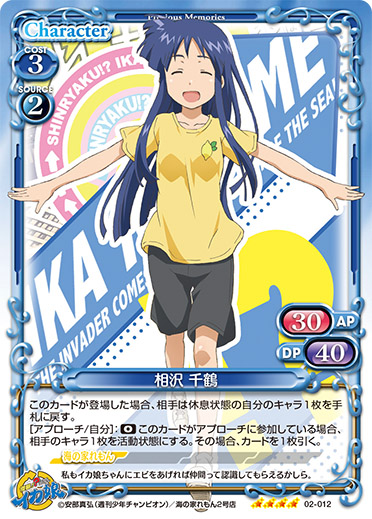 Precious Memories
Character
COST
3
SOURCE
2
SHINRYAKU!? IKA
ME
E THE SEA!
IKA
THE INVADER COME
30 AP
DP 40
相沢 千鶴
このカードが登場した場合、相手は休息状態の自分のキャラ1枚を手
札に戻す。
[アプローチ/自分]: このカードがアプローチに参加している場合、
相手のキャラ1枚を活動状態にする。その場合、カードを1枚引く。
海の家れもん
私もイカ娘ちゃんにエビをあげれば仲間って認識してもらえるかしら。
©安部真弘(週刊少年チャンピオン)/海の家れもん2号店
★★★★ 02-012